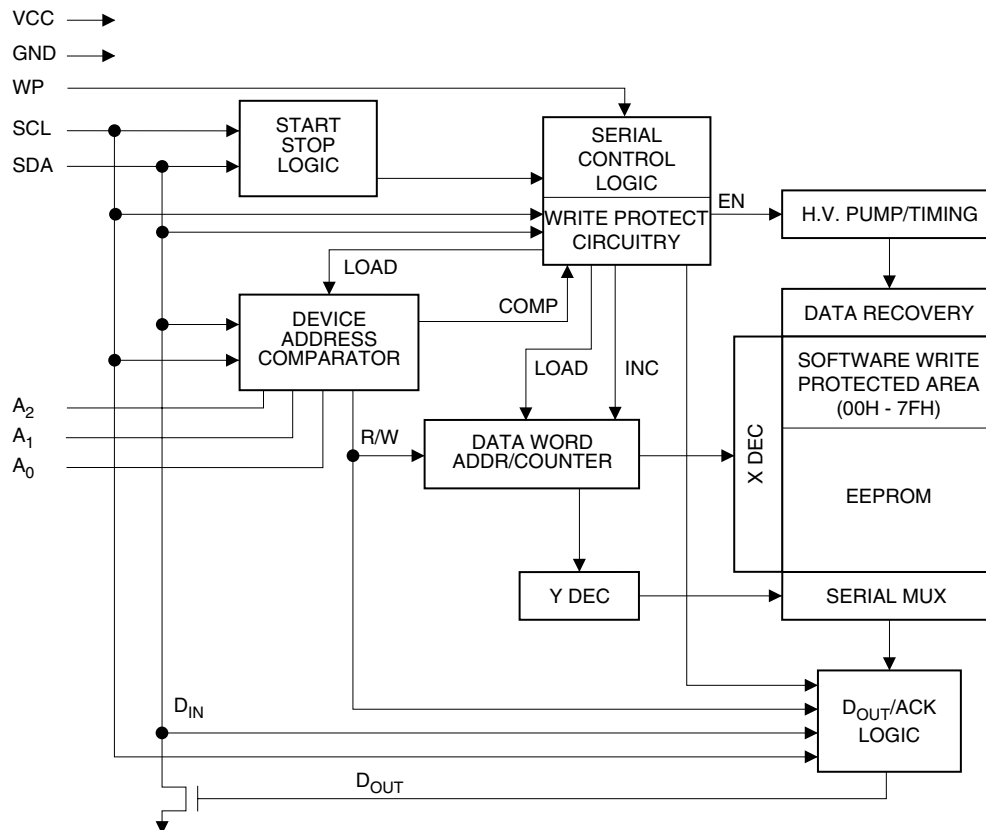 VCC
GND
WP
SCL
SDA
START
STOP
LOGIC
SERIAL
CONTROL
LOGIC
WRITE PROTECT
CIRCUITRY
EN
H.V. PUMP/TIMING
LOAD
COMP
DEVICE
ADDRESS
COMPARATOR
DATA RECOVERY
SOFTWARE WRITE
PROTECTED AREA
(00H - 7FH)
LOAD
INC
A2
A1
A0
R/W
DATA WORD
ADDR/COUNTER
X DEC
EEPROM
Y DEC
SERIAL MUX
DIN
DOUT/ACK
LOGIC
DOUT